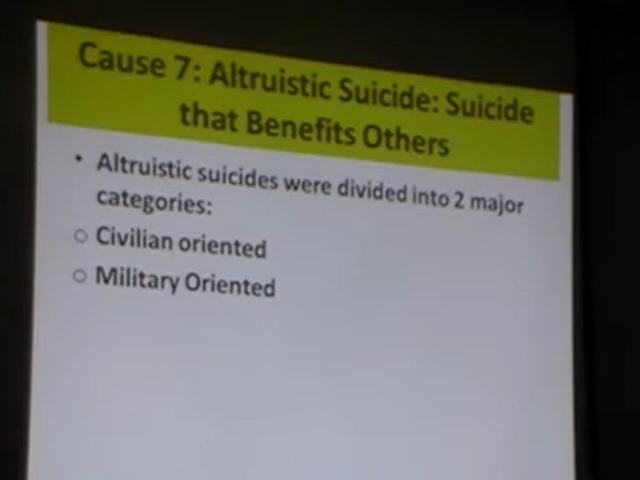 Cause 7: Altruistic Suicide: Suicide
that Benefits Others
• Altruistic suicides were divided into 2 major
categories:
○ Civilian oriented
○ Military Oriented